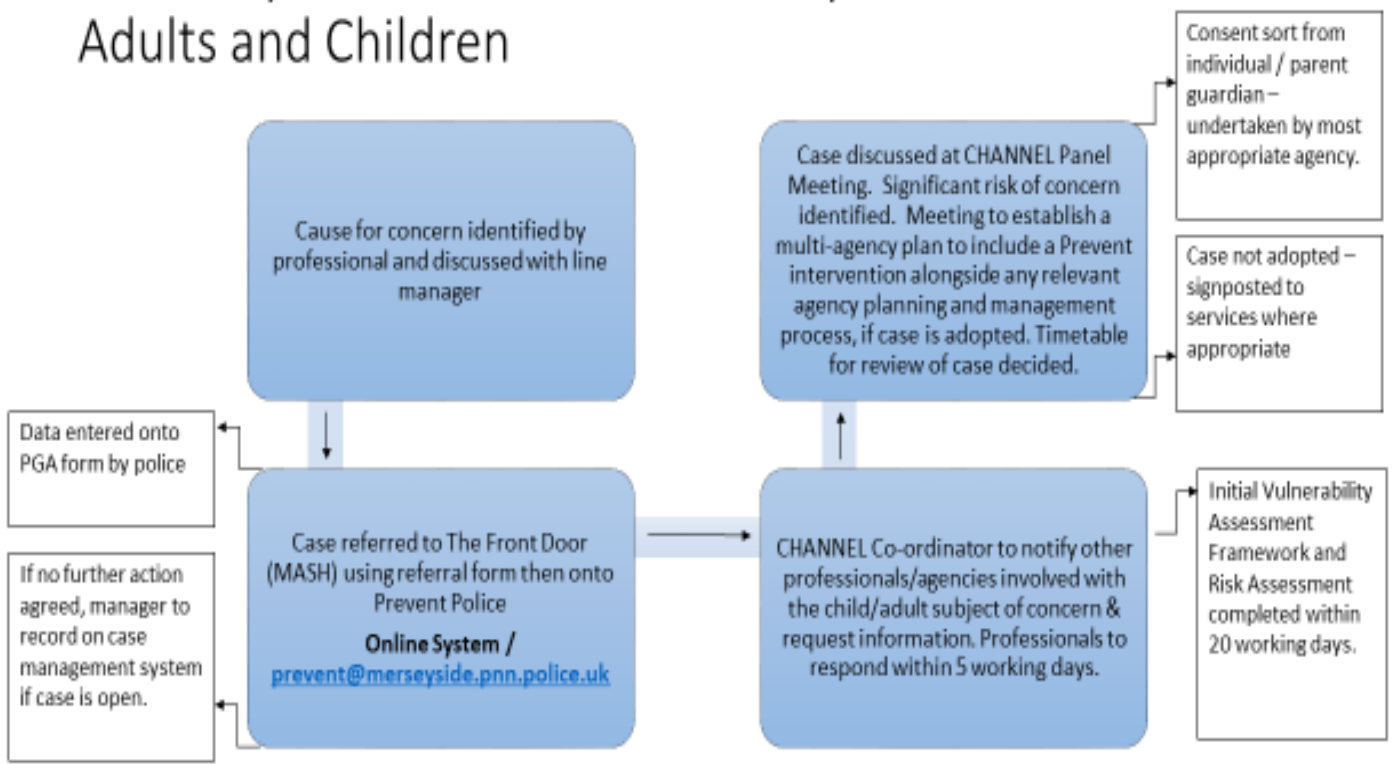 Adults and Children
Cause for concern identified by
professional and discussed with line
manager
Data entered onto
PGA form by police
If no further action
agreed, manager to
record on case
management system
if case is open.
Case referred to The Front Door
(MASH) using referral form then onto
Prevent Police
Online System /
prevent@merseyside.pnn.police.uk
CHANNEL Co-ordinator to notify other
professionals/agencies involved with
the child/adult subject of concern &
request information. Professionals to
respond within 5 working days.
Initial Vulnerability
Assessment
Framework and
Risk Assessment
completed within
20 working days.
Case discussed at CHANNEL Panel
Meeting. Significant risk of concern
identified. Meeting to establish a
multi-agency plan to include a Prevent
intervention alongside any relevant
agency planning and management
process, if case is adopted. Timetable
for review of case decided.
Consent sort from
individual / parent
guardian –
undertaken by most
appropriate agency.
Case not adopted –
signposted to
services where
appropriate